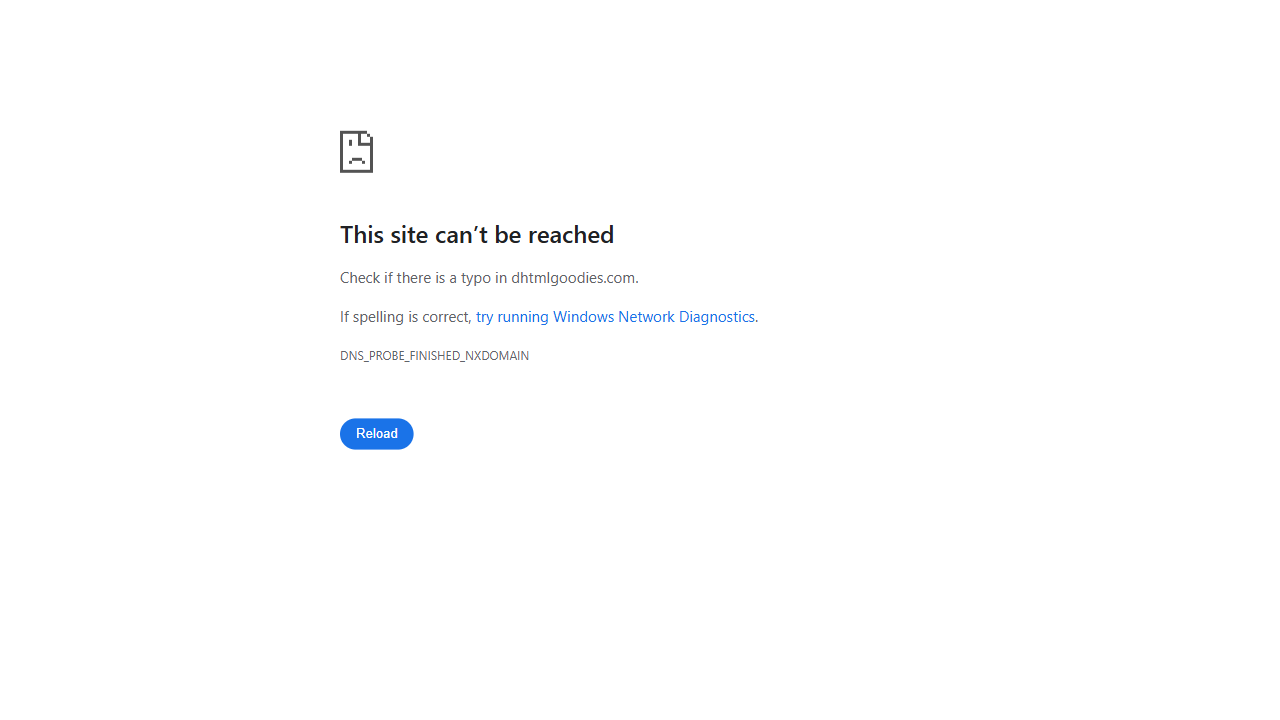 This site can’t be reached
Check if there is a typo in dhtmlgoodies.com.
If spelling is correct, try running Windows Network Diagnostics.
DNS_PROBE_FINISHED_NXDOMAIN
Reload